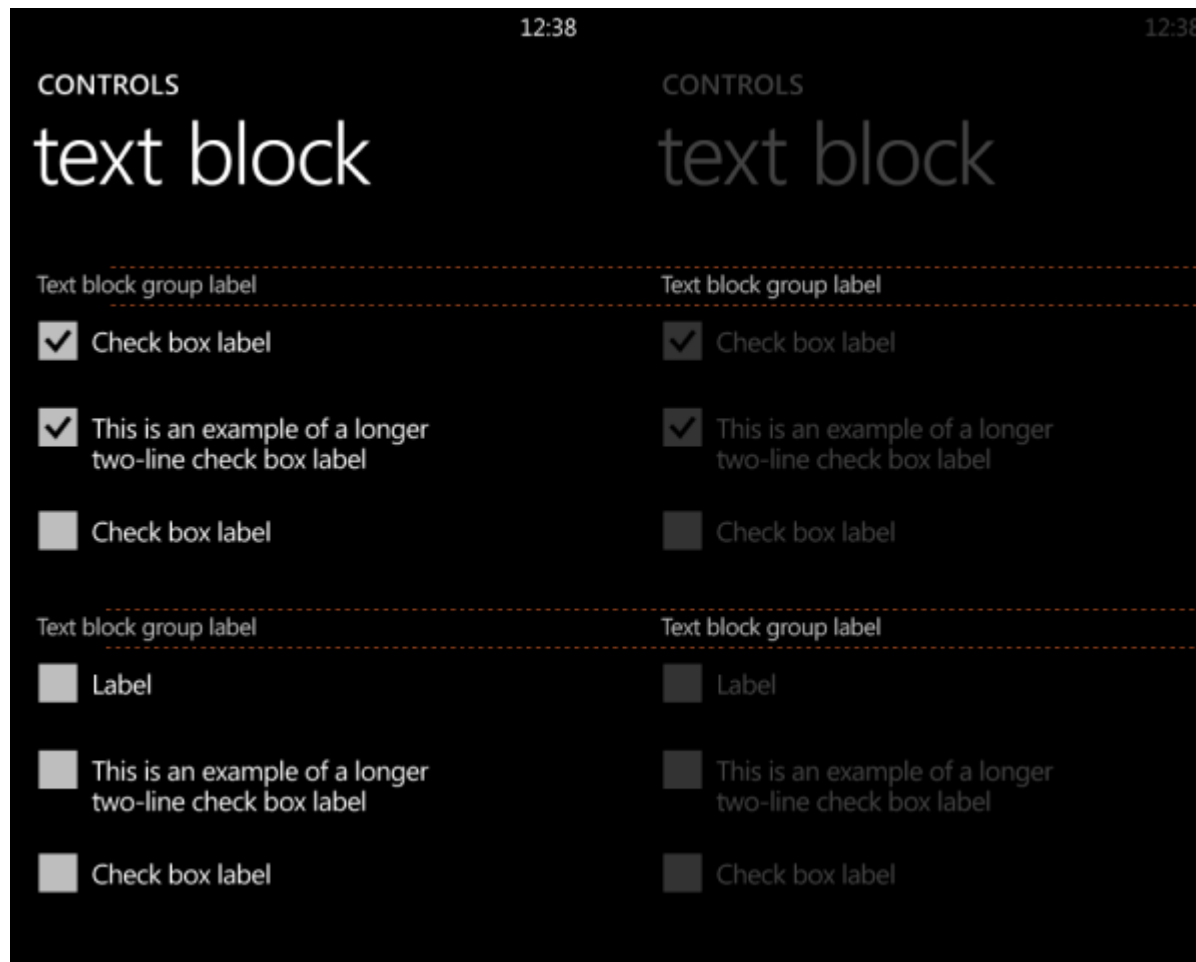 12:38
CONTROLS
text block
Text block group label
Check box label
This is an example of a longer
two-line check box label
Check box label
Text block group label
Label
This is an example of a longer
two-line check box label
Check box label
12:38
CONTROLS
text block
Text block group label
Check box label
This is an example of a longer
two-line check box label
Check box label
Text block group label
Label
This is an example of a longer
two-line check box label
Check box label